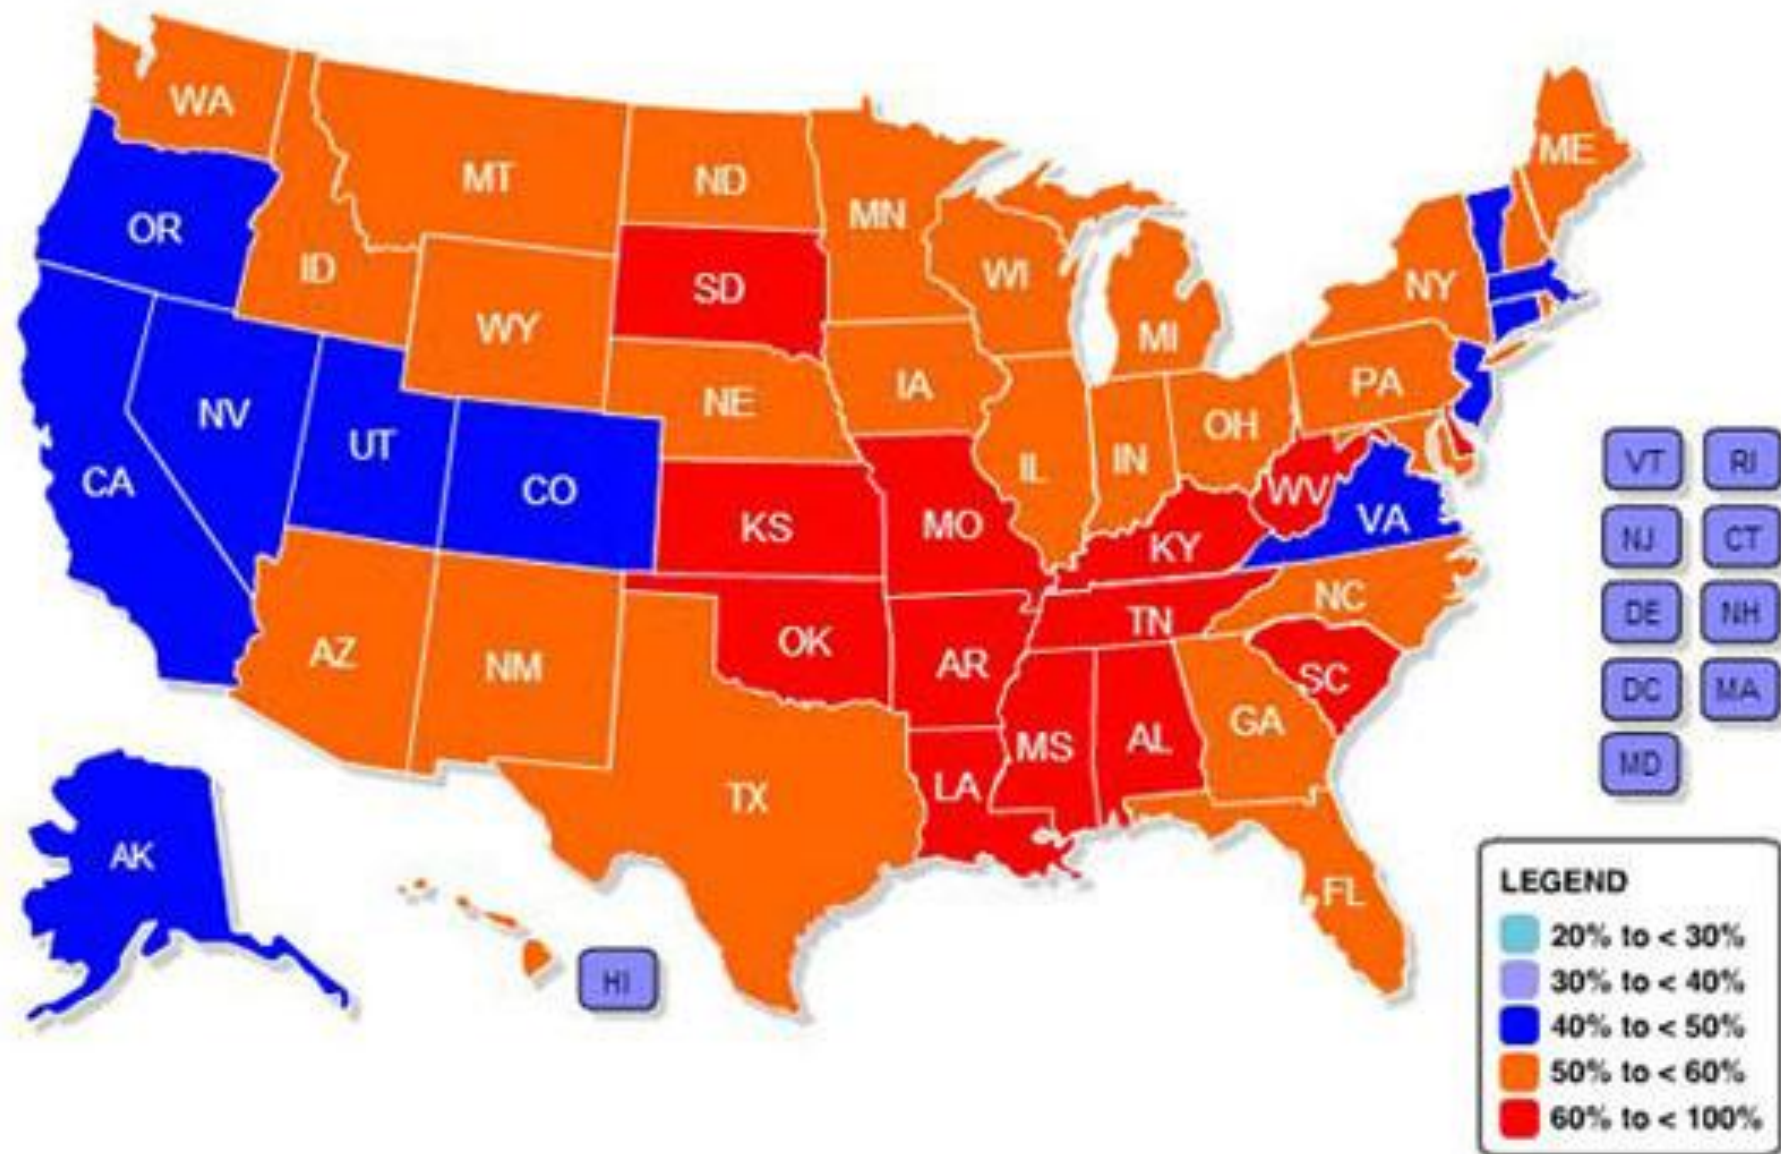 WA
MT
ND
MN
ME
OR
ID
SD
WI
NY
WY
MI
NE
IA
PA
NV
UT
CO
CA
IL
IN
OH
WV
VA
KS
MO
KY
AZ
NM
OK
AR
TN
NC
SC
TX
LA
MS
AL
GA
FL
AK
HI
VT RI
NJ CT
DE NH
DC MA
MD
LEGEND
20% to < 30%
30% to < 40%
40% to < 50%
50% to < 60%
60% to < 100%